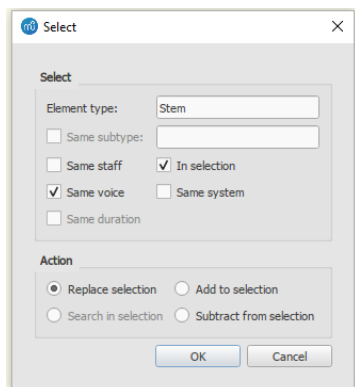 Select
Select
Element type: Stem
Same subtype:
Same staff In selection
Same voice Same system
Same duration
Action
Replace selection Add to selection
Search in selection Subtract from selection
OK Cancel